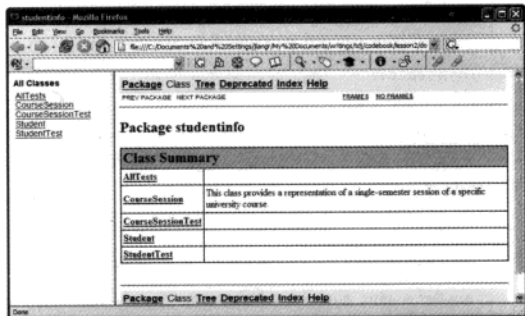 studentinfo - Mozilla Firefox
File Edit View Go Bookmarks Tools Help
All Classes
AllTests
CourseSession
CourseSessionTest
Student
StudentTest
Package Class Tree Deprecated Index Help
PREV PACKAGE NEXT PACKAGE FRAMES NO FRAMES
Package studentinfo
Class Summary
AllTests
CourseSession This class provides a representation of a single-semester session of a specific
university course.
CourseSessionTest
Student
StudentTest
Package Class Tree Deprecated Index Help
Done